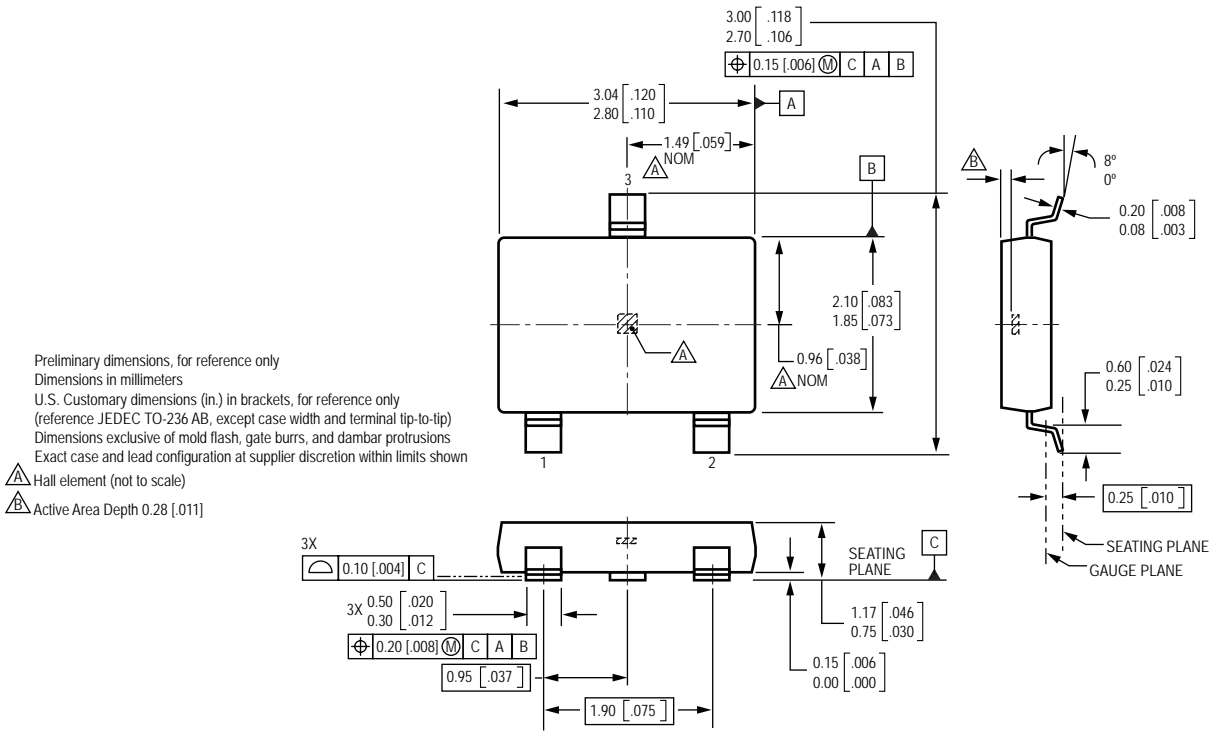 3.00 [ .118 ]
2.70 [ .106 ]
⌖ 0.15 [.006] Ⓜ C A B
3.04 [ .120 ]
2.80 [ .110 ]
A
1.49 [.059]
A NOM
3
B
B
8º
0º
0.20 [ .008 ]
0.08 [ .003 ]
2.10 [ .083 ]
1.85 [ .073 ]
A
0.96 [.038]
A NOM
0.60 [ .024 ]
0.25 [ .010 ]
Preliminary dimensions, for reference only
Dimensions in millimeters
U.S. Customary dimensions (in.) in brackets, for reference only
(reference JEDEC TO-236 AB, except case width and terminal tip-to-tip)
Dimensions exclusive of mold flash, gate burrs, and dambar protrusions
Exact case and lead configuration at supplier discretion within limits shown
A Hall element (not to scale)
B Active Area Depth 0.28 [.011]
1
2
0.25 [ .010 ]
SEATING PLANE
GAUGE PLANE
3X
⌓ 0.10 [.004] C
SEATING
PLANE
C
3X 0.50 [ .020 ]
0.30 [ .012 ]
⌖ 0.20 [.008] Ⓜ C A B
1.17 [ .046 ]
0.75 [ .030 ]
0.15 [ .006 ]
0.00 [ .000 ]
0.95 [ .037 ]
1.90 [ .075 ]